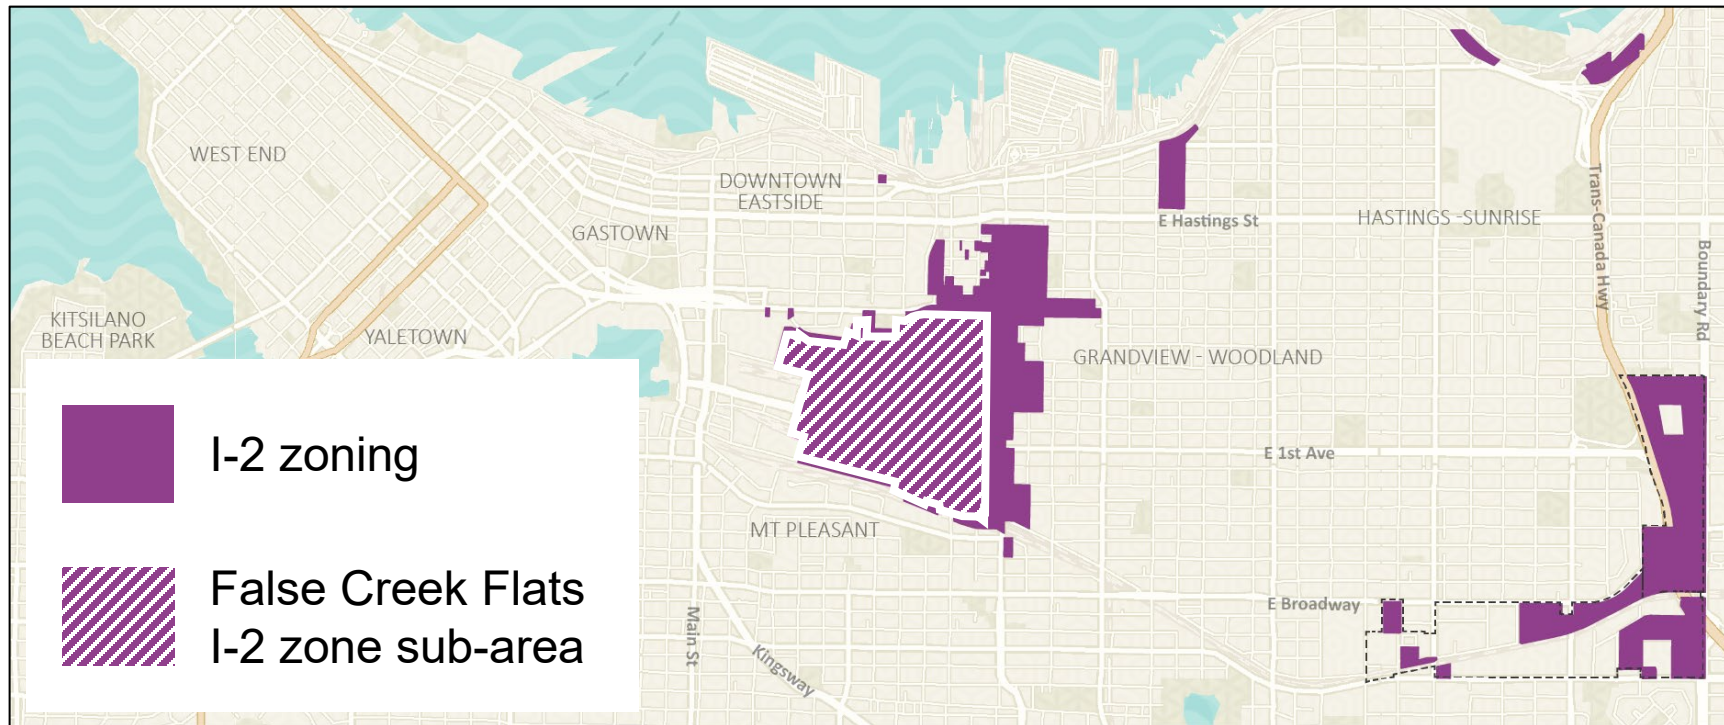 WEST END
DOWNTOWN
EASTSIDE
GASTOWN
E Hastings St
HASTINGS -SUNRISE
Trans-Canada Hwy
Boundary Rd
KITSILANO
BEACH PARK
YALETOWN
GRANDVIEW - WOODLAND
E 1st Ave
MT PLEASANT
E Broadway
Main St
Kingsway
I-2 zoning
False Creek Flats
I-2 zone sub-area